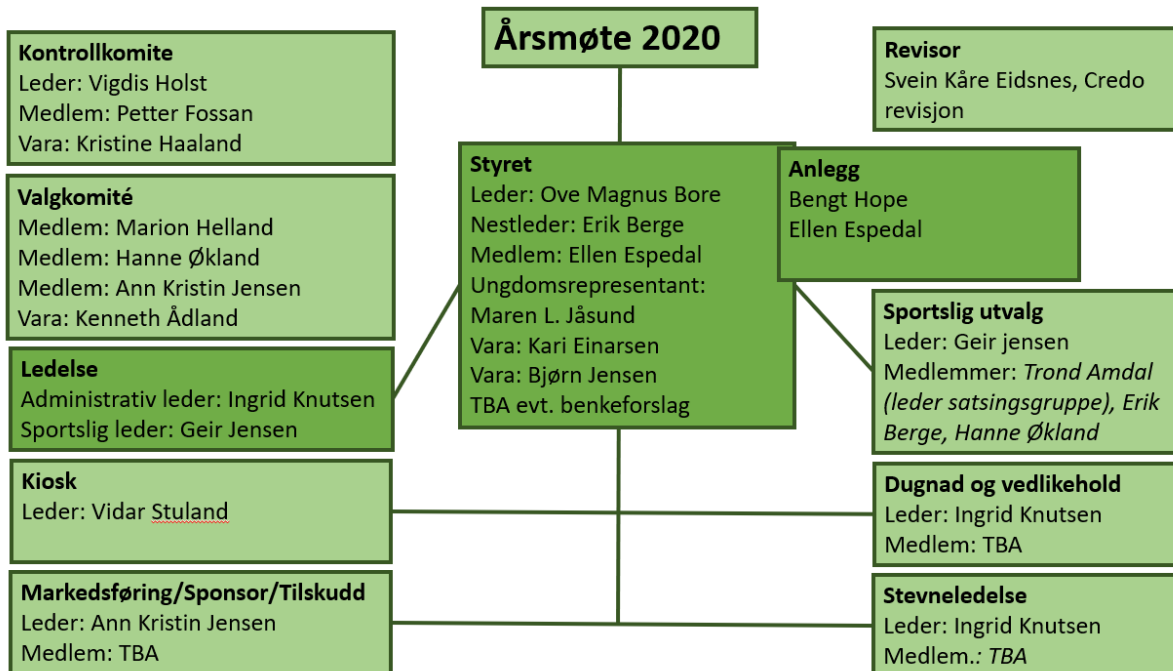 Årsmøte 2020
Kontrollkomite
Leder: Vigdis Holst
Medlem: Petter Fossan
Vara: Kristine Haaland
Revisor
Svein Kåre Eidsnes, Credo
revisjon
Valgkomité
Medlem: Marion Helland
Medlem: Hanne Økland
Medlem: Ann Kristin Jensen
Vara: Kenneth Ådland
Styret
Leder: Ove Magnus Bore
Nestleder: Erik Berge
Medlem: Ellen Espedal
Ungdomsrepresentant:
Maren L. Jåsund
Vara: Kari Einarsen
Vara: Bjørn Jensen
TBA evt. benkeforslag
Anlegg
Bengt Hope
Ellen Espedal
Ledelse
Administrativ leder: Ingrid Knutsen
Sportslig leder: Geir Jensen
Sportslig utvalg
Leder: Geir jensen
Medlemmer: Trond Amdal
(leder satsingsgruppe), Erik
Berge, Hanne Økland
Kiosk
Leder: Vidar Stuland
Dugnad og vedlikehold
Leder: Ingrid Knutsen
Medlem: TBA
Markedsføring/Sponsor/Tilskudd
Leder: Ann Kristin Jensen
Medlem: TBA
Stevneledelse
Leder: Ingrid Knutsen
Medlem.: TBA